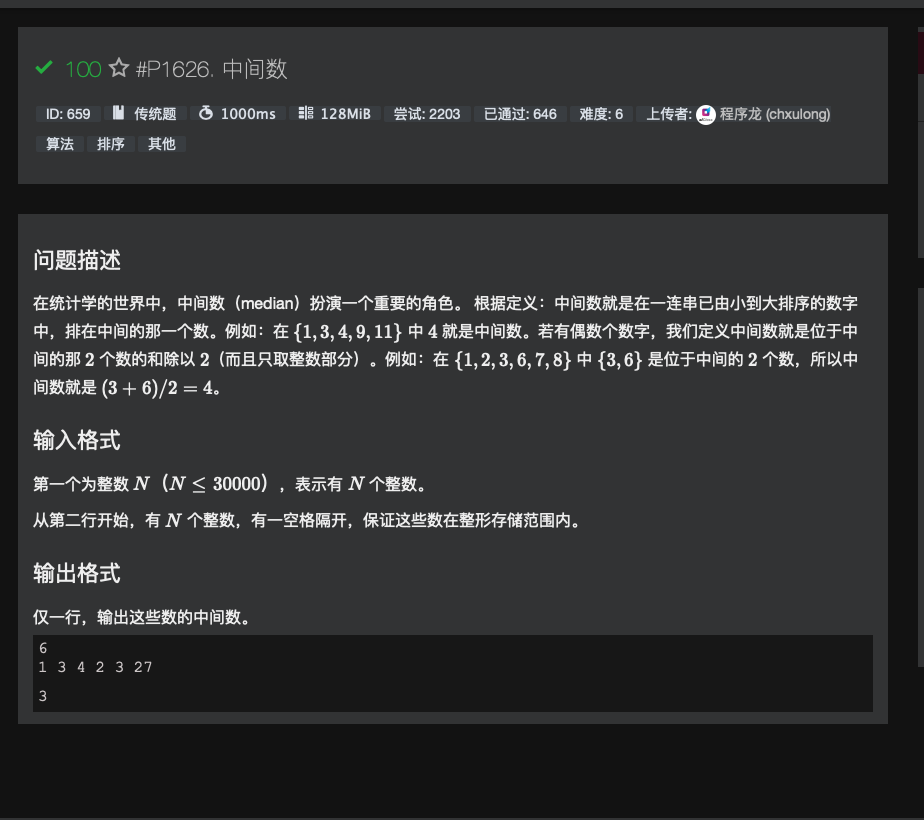 100 #P1626. 中间数
ID: 659 传统题 1000ms 128MiB 尝试: 2203 已通过: 646 难度: 6 上传者: 程序龙 (chxulong)
算法 排序 其他
问题描述
在统计学的世界中，中间数（median）扮演一个重要的角色。 根据定义：中间数就是在一连串已由小到大排序的数字
中，排在中间的那一个数。例如：在 {1, 3, 4, 9, 11} 中 4 就是中间数。若有偶数个数字，我们定义中间数就是位于中
间的那 2 个数的和除以 2（而且只取整数部分）。例如：在 {1, 2, 3, 6, 7, 8} 中 {3, 6} 是位于中间的 2 个数，所以中
间数就是 (3 + 6)/2 = 4。
输入格式
第一个为整数 N（N ≤ 30000），表示有 N 个整数。
从第二行开始，有 N 个整数，有一空格隔开，保证这些数在整形存储范围内。
输出格式
仅一行，输出这些数的中间数。
6
1 3 4 2 3 27
3